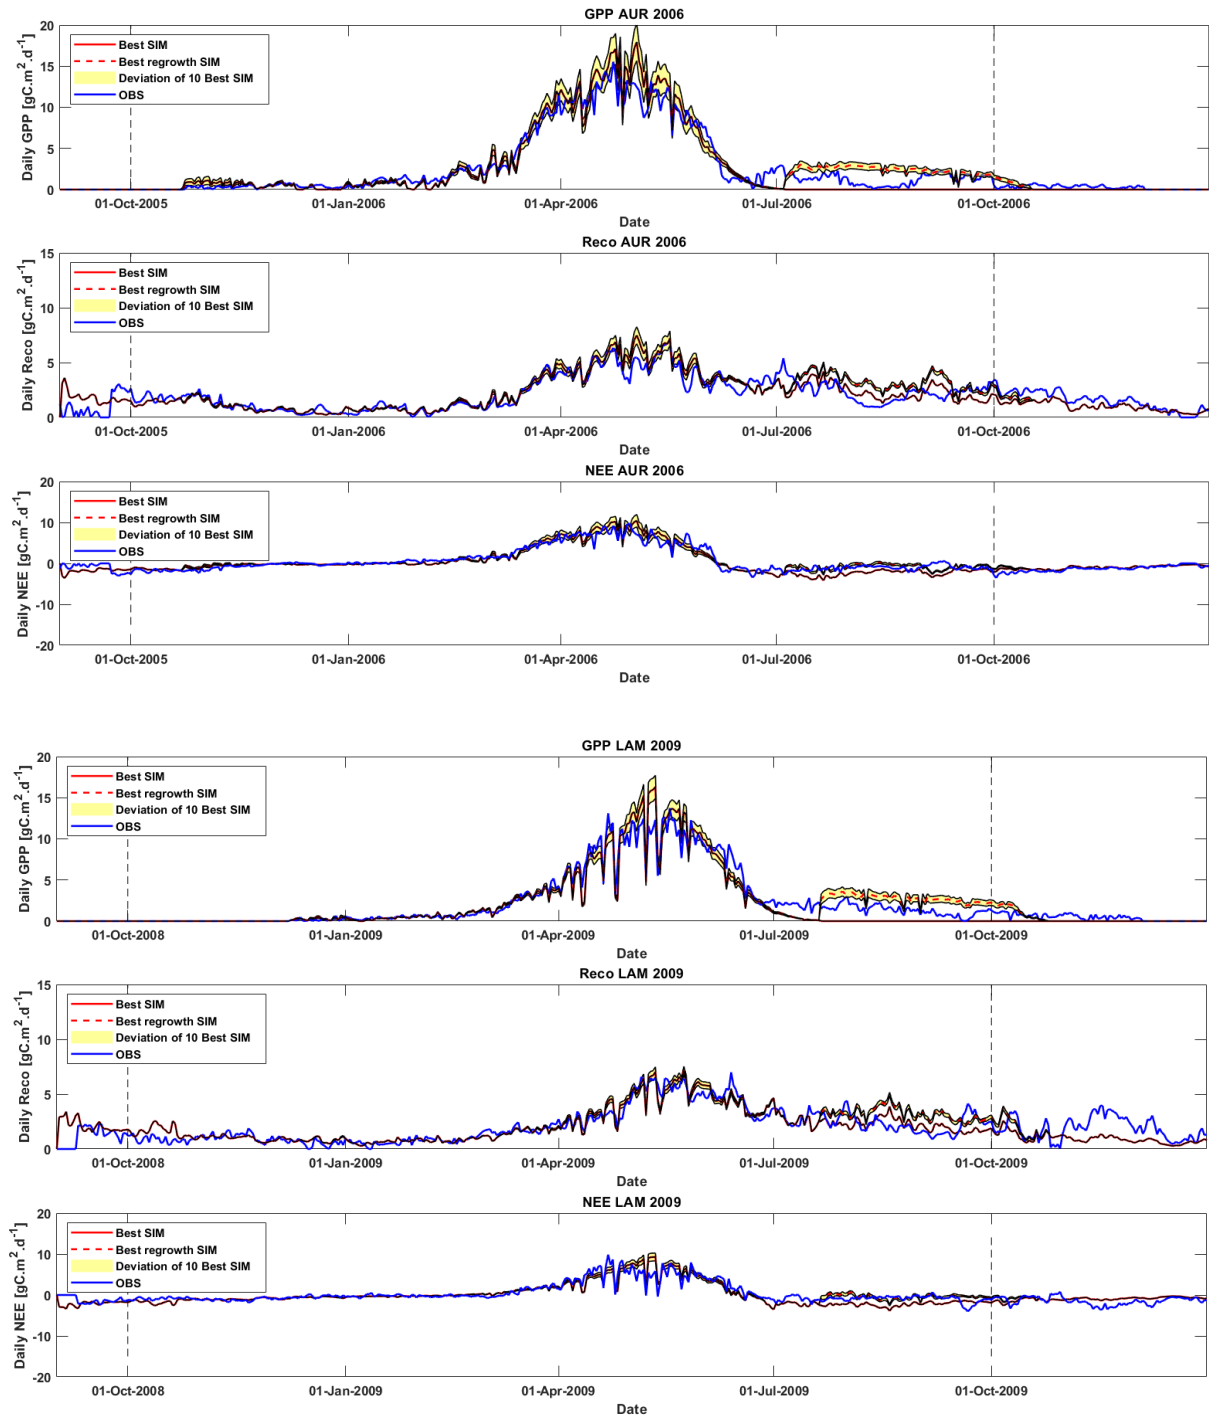 GPP AUR 2006
Daily GPP [gC.m2.d-1]
20
15
10
5
0
Best SIM
Best regrowth SIM
Deviation of 10 Best SIM
OBS
01-Oct-2005
01-Jan-2006
01-Apr-2006
01-Jul-2006
01-Oct-2006
Date
Reco AUR 2006
Daily Reco [gC.m2.d-1]
15
10
5
0
Best SIM
Best regrowth SIM
Deviation of 10 Best SIM
OBS
01-Oct-2005
01-Jan-2006
01-Apr-2006
01-Jul-2006
01-Oct-2006
Date
NEE AUR 2006
Daily NEE [gC.m2.d-1]
20
10
0
-10
-20
Best SIM
Best regrowth SIM
Deviation of 10 Best SIM
OBS
01-Oct-2005
01-Jan-2006
01-Apr-2006
01-Jul-2006
01-Oct-2006
Date
GPP LAM 2009
Daily GPP [gC.m2.d-1]
20
15
10
5
0
Best SIM
Best regrowth SIM
Deviation of 10 Best SIM
OBS
01-Oct-2008
01-Jan-2009
01-Apr-2009
01-Jul-2009
01-Oct-2009
Date
Reco LAM 2009
Daily Reco [gC.m2.d-1]
15
10
5
0
Best SIM
Best regrowth SIM
Deviation of 10 Best SIM
OBS
01-Oct-2008
01-Jan-2009
01-Apr-2009
01-Jul-2009
01-Oct-2009
Date
NEE LAM 2009
Daily NEE [gC.m2.d-1]
20
10
0
-10
-20
Best SIM
Best regrowth SIM
Deviation of 10 Best SIM
OBS
01-Oct-2008
01-Jan-2009
01-Apr-2009
01-Jul-2009
01-Oct-2009
Date